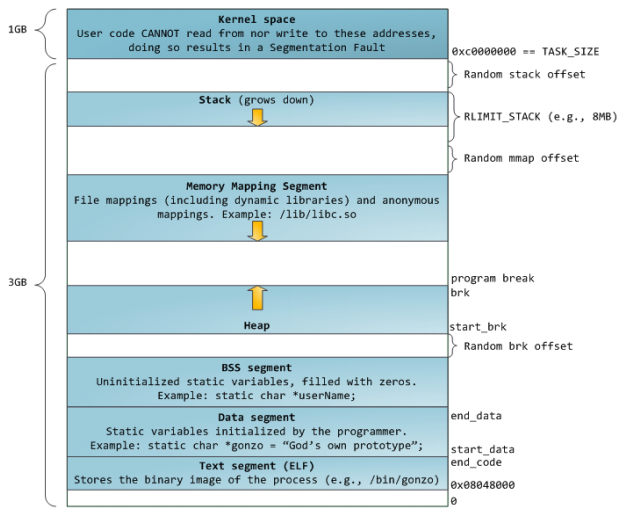 Kernel space
1GB
User code CANNOT read from nor write to these addresses,
doing so results in a Segmentation Fault
0xc0000000 == TASK_SIZE
Random stack offset
Stack (grows down)
RLIMIT_STACK (e.g., 8MB)
Random mmap offset
Memory Mapping Segment
File mappings (including dynamic libraries) and anonymous
mappings. Example: /lib/libc.so
3GB
program break
brk
Heap
start_brk
Random brk offset
BSS segment
Uninitialized static variables, filled with zeros.
Example: static char *userName;
Data segment
end_data
Static variables initialized by the programmer.
Example: static char *gonzo = “God’s own prototype”;
start_data
end_code
Text segment (ELF)
Stores the binary image of the process (e.g., /bin/gonzo)
0x08048000
0